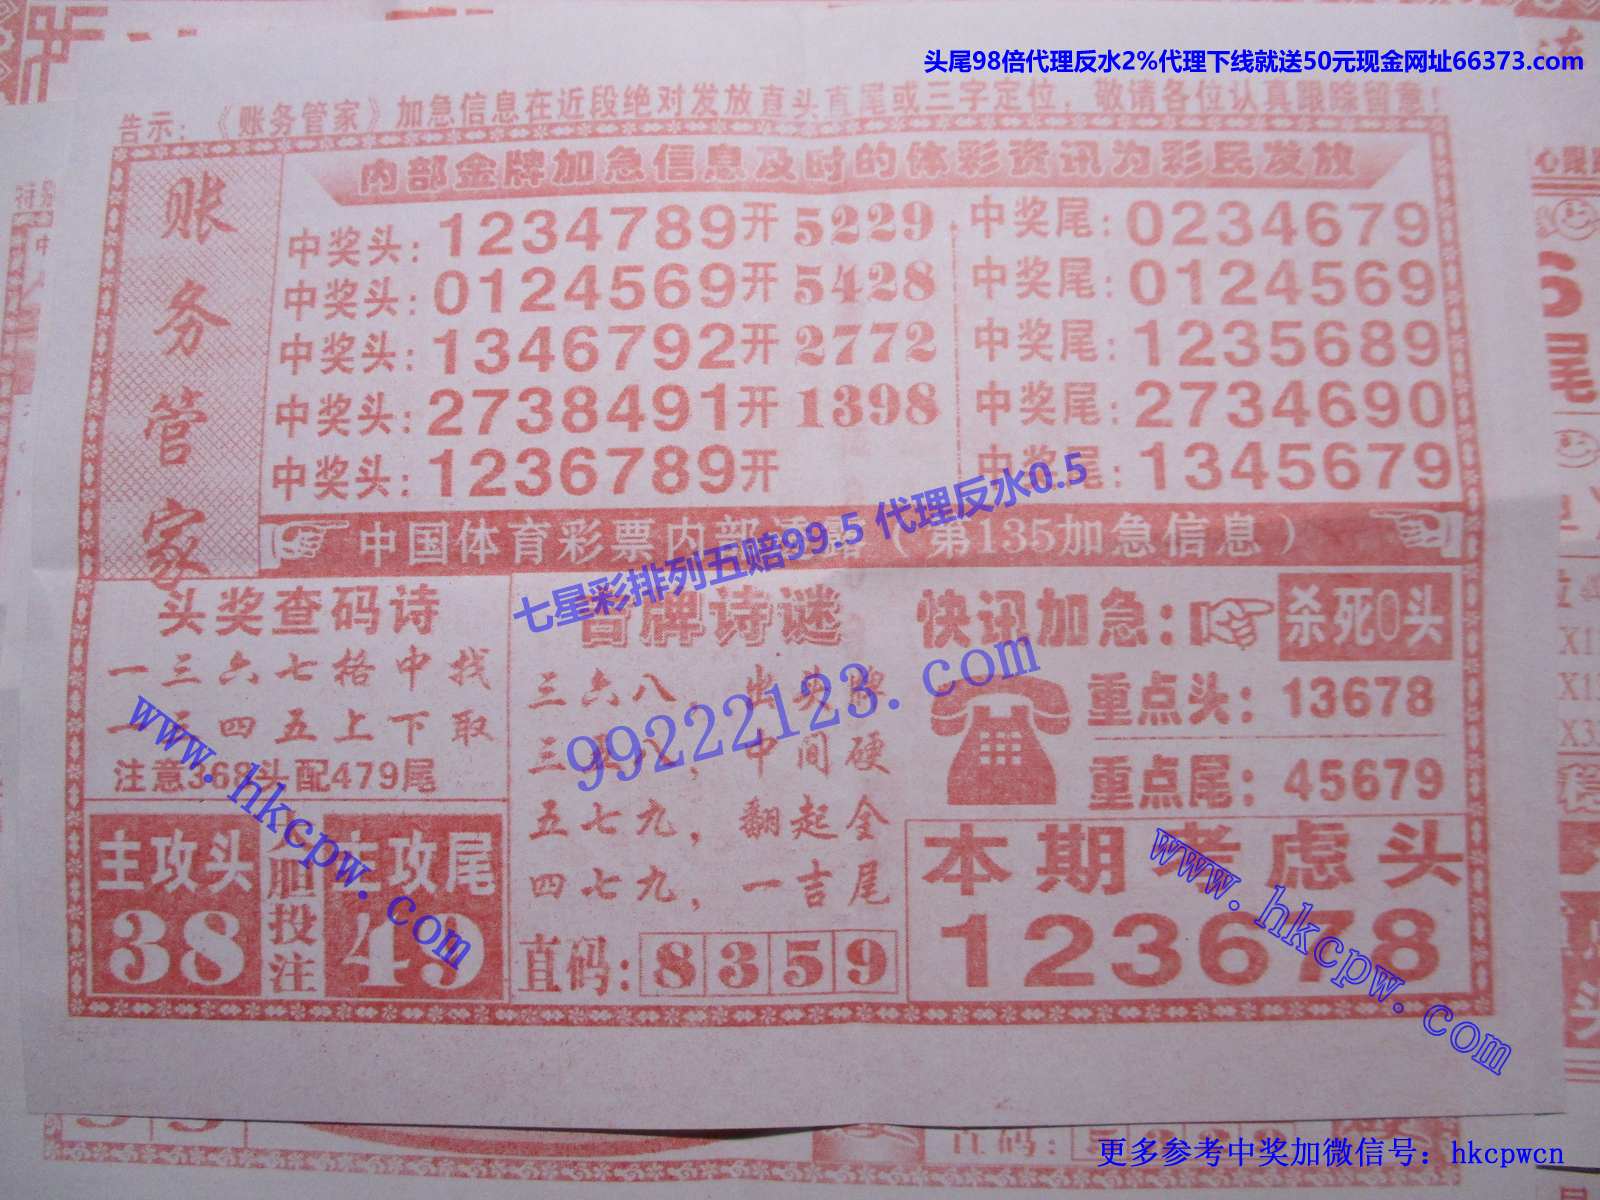 头尾98倍代理反水2%代理下线就送50元现金网址66373.com
告示：《账务管家》加急信息在近段绝对发放直头直尾或三字定位，敬请各位认真跟踪留意！
账务管家
内部金牌加急信息及时的体彩资讯为彩民发放
中奖头：1234789开5229 中奖尾：0234679
中奖头：0124569开5428 中奖尾：0124569
中奖头：1346792开2772 中奖尾：1235689
中奖头：2738491开1398 中奖尾：2734690
中奖头：1236789开 中奖尾：1345679
中国体育彩票内部（第135加急信息）
七星彩排列五赔99.5 代理反水0.5
99222123.com
头奖查码诗
一三六七格中找
二三四五上下取
注意368头配479尾
主攻头
38
大胆投注
主攻尾
49
www.hkcpw.com
牌诗谜
三六八，出头牌
三八，中间硬
五七九，翻起全
四七九，一吉尾
直码：8359
快讯加急：杀死0头
重点头：13678
重点尾：45679
本期考虑头
123678
www.hkcpw.com
直码：
更多参考中奖加微信号：hkcpwcn